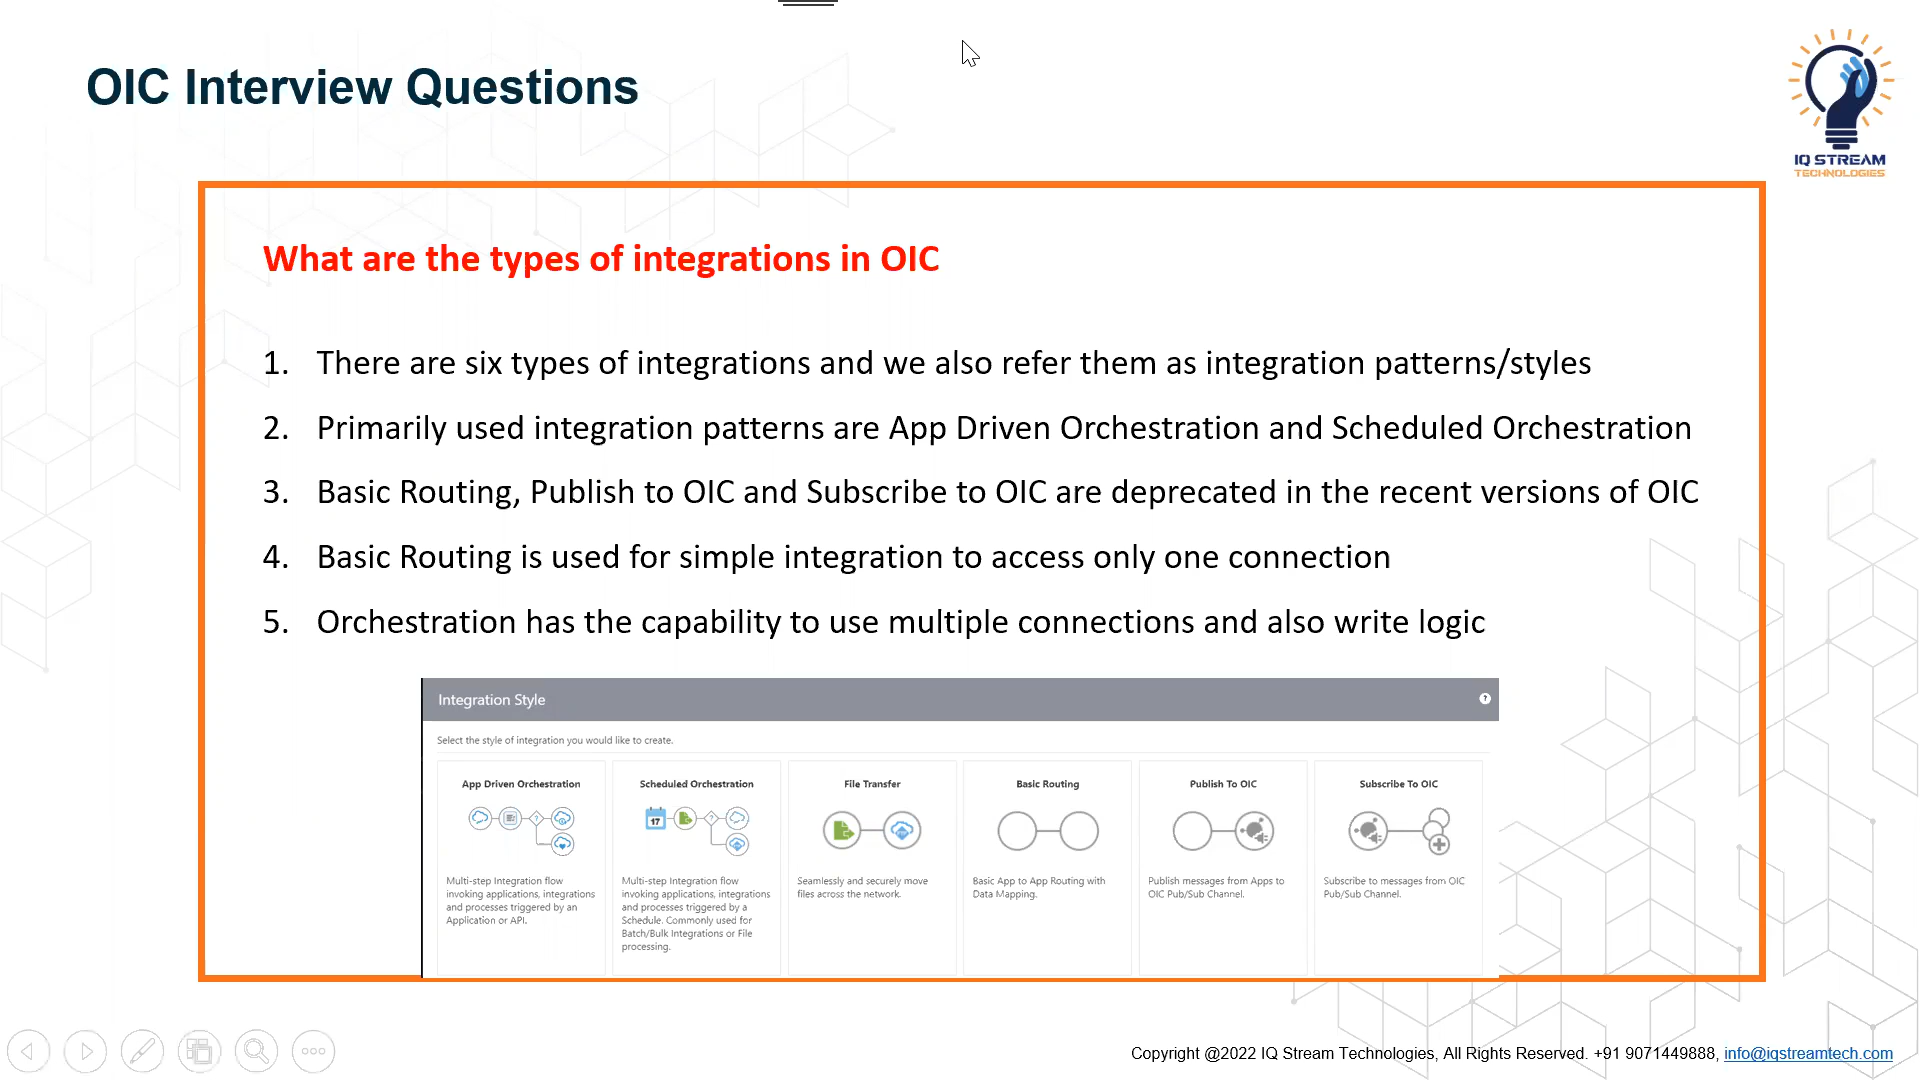 OIC Interview Questions
IQ STREAM
TECHNOLOGIES
What are the types of integrations in OIC
1. There are six types of integrations and we also refer them as integration patterns/styles
2. Primarily used integration patterns are App Driven Orchestration and Scheduled Orchestration
3. Basic Routing, Publish to OIC and Subscribe to OIC are deprecated in the recent versions of OIC
4. Basic Routing is used for simple integration to access only one connection
5. Orchestration has the capability to use multiple connections and also write logic
Integration Style
?
Select the style of integration you would like to create.
App Driven Orchestration
?
Multi-step Integration flow
invoking applications, integrations
and processes triggered by an
Application or API.
Scheduled Orchestration
17
?
Multi-step Integration flow
invoking applications, integrations
and processes triggered by a
Schedule. Commonly used for
Batch/Bulk Integrations or File
processing.
File Transfer
Seamlessly and securely move
files across the network.
Basic Routing
Basic App to App Routing with
Data Mapping.
Publish To OIC
Publish messages from Apps to
OIC Pub/Sub Channel.
Subscribe To OIC
Subscribe to messages from OIC
Pub/Sub Channel.
Copyright @2022 IQ Stream Technologies, All Rights Reserved. +91 9071449888, info@iqstreamtech.com